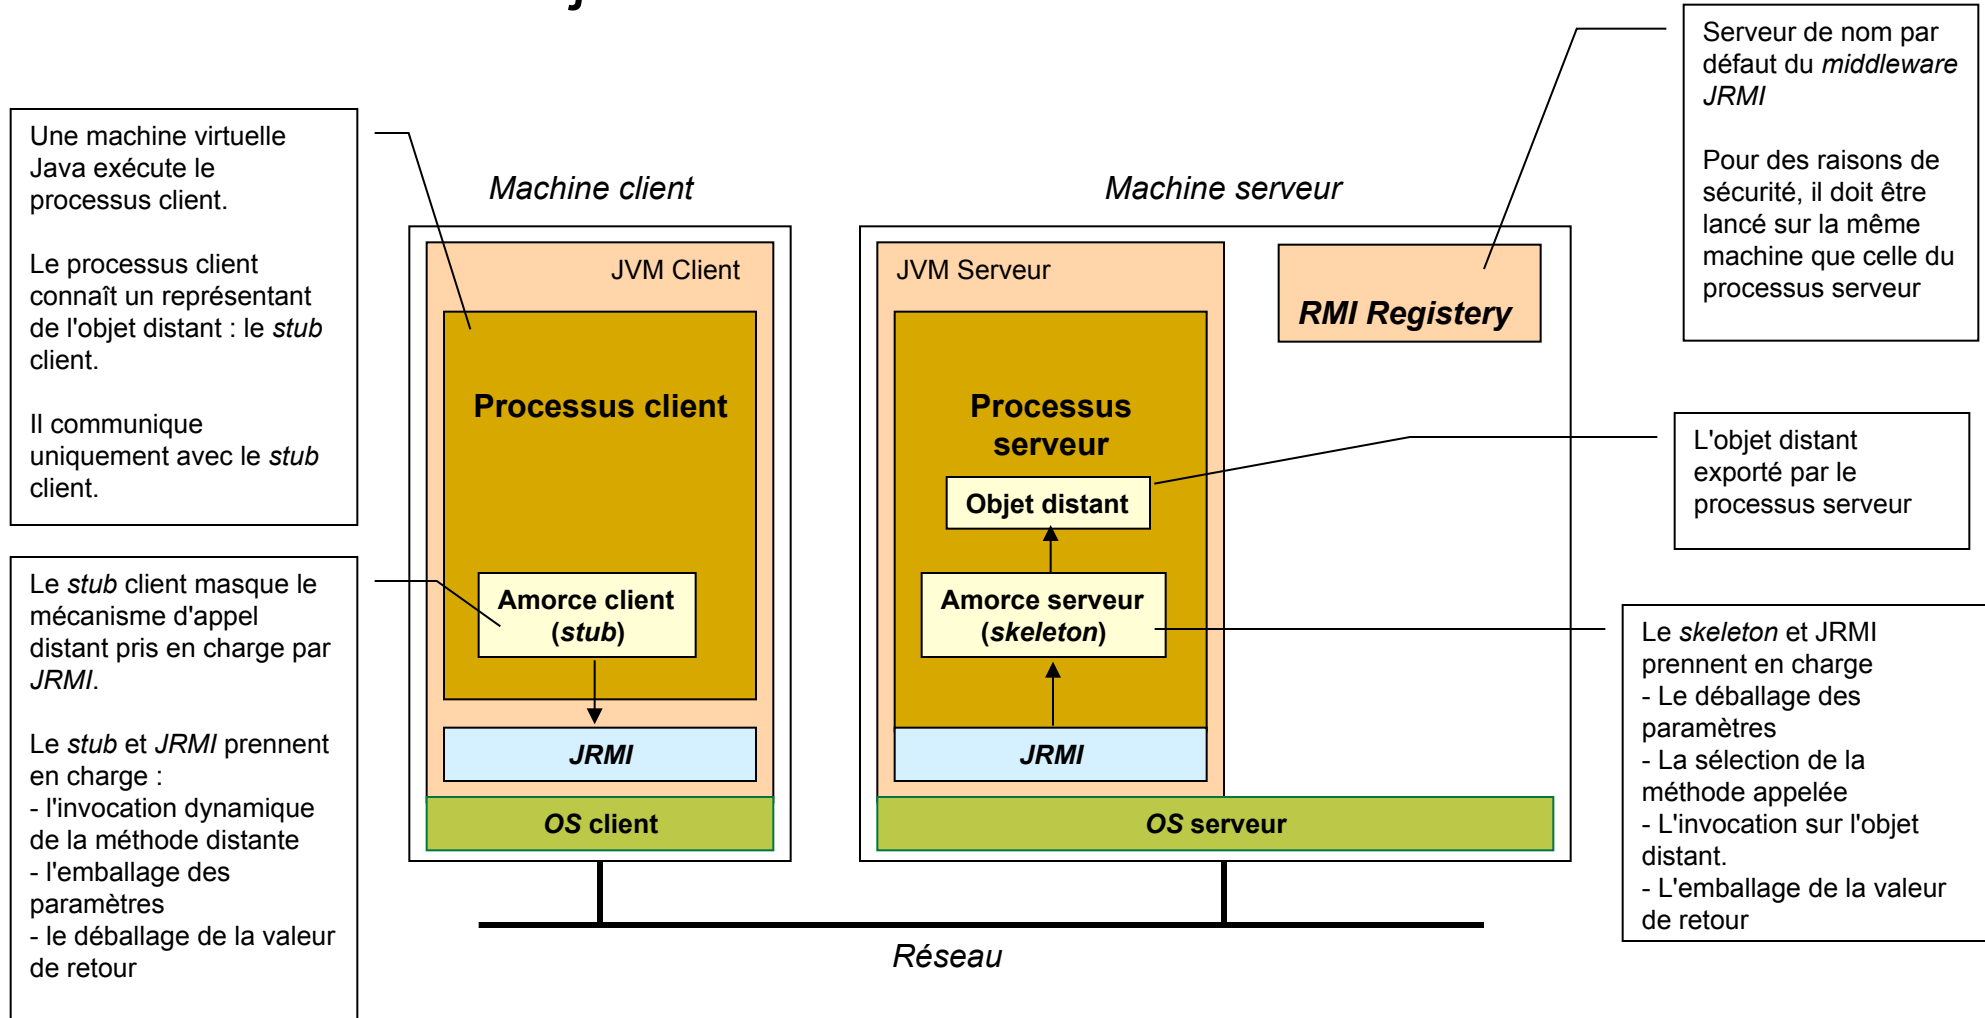 Serveur de nom par
défaut du middleware
JRMI
Pour des raisons de
sécurité, il doit être
lancé sur la même
machine que celle du
processus serveur
Une machine virtuelle
Java exécute le
processus client.
Le processus client
connaît un représentant
de l'objet distant : le stub
client.
Il communique
uniquement avec le stub
client.
Machine client
Machine serveur
JVM Client
JVM Serveur
RMI Registery
Processus client
Processus
serveur
Objet distant
L'objet distant
exporté par le
processus serveur
Amorce client
(stub)
Amorce serveur
(skeleton)
JRMI
JRMI
OS client
OS serveur
Réseau
Le stub client masque le
mécanisme d'appel
distant pris en charge par
JRMI.
Le stub et JRMI prennent
en charge :
- l'invocation dynamique
de la méthode distante
- l'emballage des
paramètres
- le déballage de la valeur
de retour
Le skeleton et JRMI
prennent en charge
- Le déballage des
paramètres
- La sélection de la
méthode appelée
- L'invocation sur l'objet
distant.
- L'emballage de la valeur
de retour